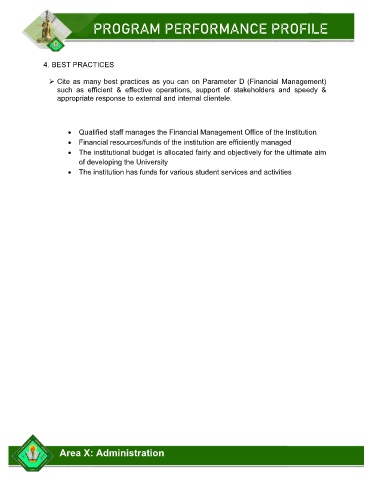 PROGRAM PERFORMANCE PROFILE
4. BEST PRACTICES
➢ Cite as many best practices as you can on Parameter D (Financial Management)
such as efficient & effective operations, support of stakeholders and speedy &
appropriate response to external and internal clientele.
• Qualified staff manages the Financial Management Office of the Institution
• Financial resources/funds of the institution are efficiently managed
• The institutional budget is allocated fairly and objectively for the ultimate aim
of developing the University
• The institution has funds for various student services and activities
Area X: Administration